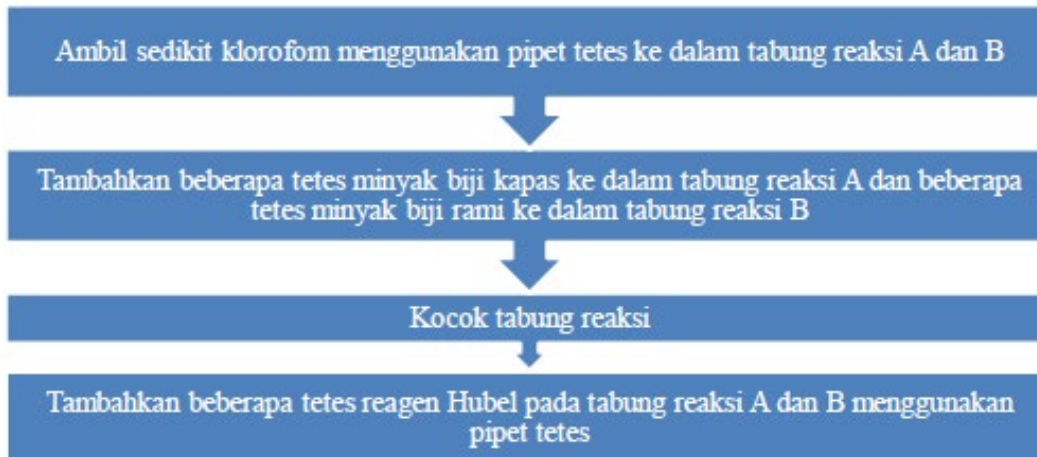 Ambil sedikit klorofom menggunakan pipet tetes ke dalam tabung reaksi A dan B
Tambahkan beberapa tetes minyak biji kapas ke dalam tabung reaksi A dan beberapa
tetes minyak biji rami ke dalam tabung reaksi B
Kocok tabung reaksi
Tambahkan beberapa tetes reagen Hubel pada tabung reaksi A dan B menggunakan
pipet tetes